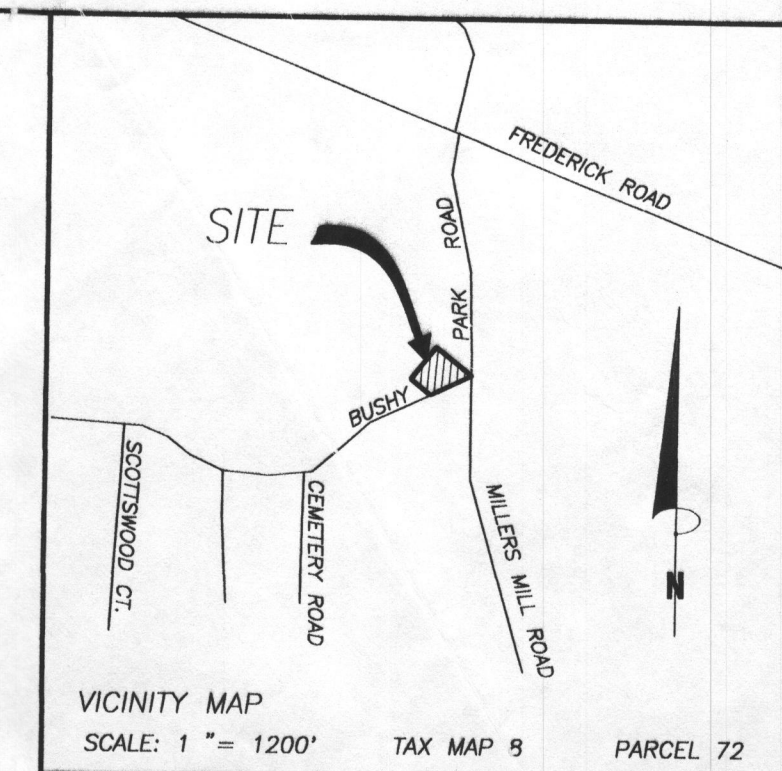 FREDERICK ROAD
SITE
BUSHY PARK ROAD
SCOTTSWOOD CT.
CEMETERY ROAD
MILLERS MILL ROAD
N
VICINITY MAP
SCALE: 1 "= 1200' TAX MAP 8 PARCEL 72